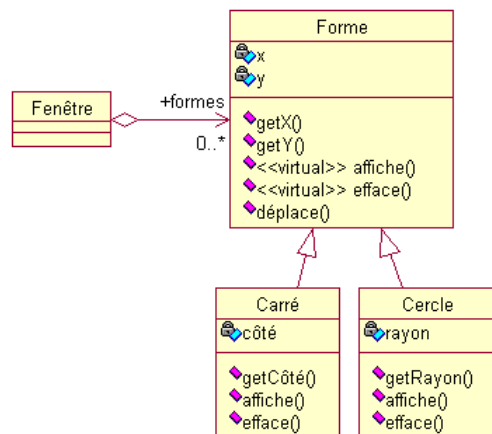 Forme
x
y
getX()
getY()
<<virtual>> affiche()
<<virtual>> efface()
déplace()
Fenêtre
+formes
0..*
Carré
côté
getCôté()
affiche()
efface()
Cercle
rayon
getRayon()
affiche()
efface()